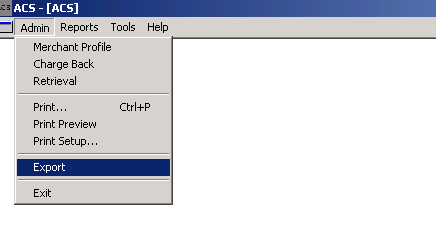 ACS ACS - [ACS]
Admin Reports Tools Help
Merchant Profile
Charge Back
Retrieval
Print... Ctrl+P
Print Preview
Print Setup...
Export
Exit